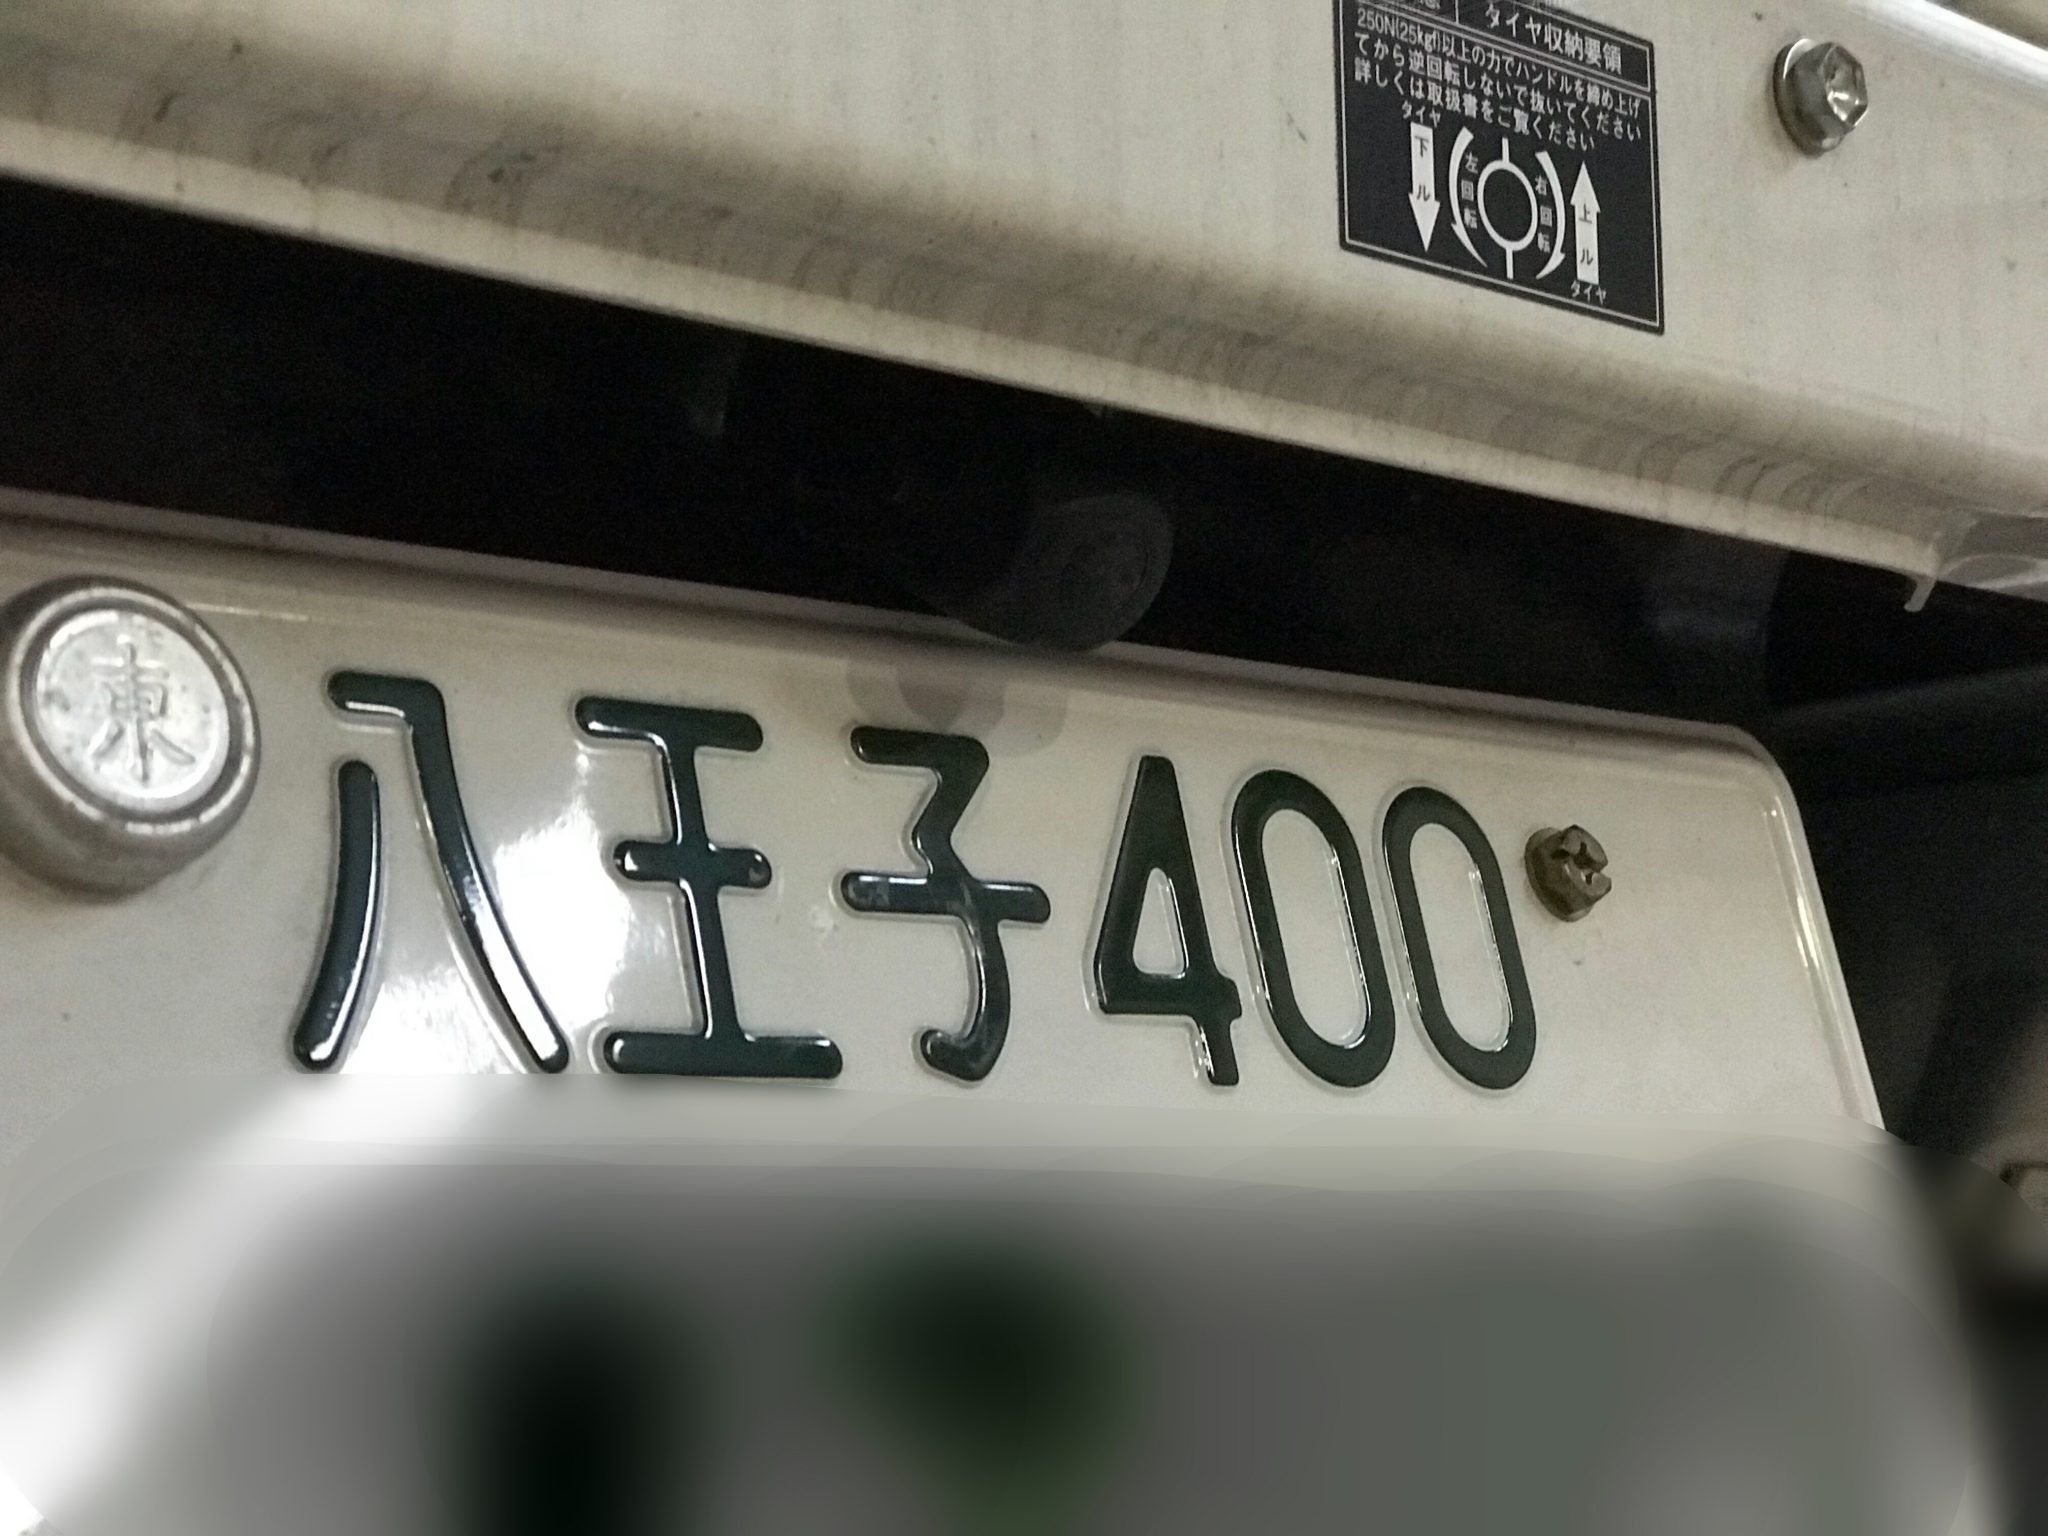 タイヤ収納要領
250N(25kgf)以上の力でハンドルを締め上げ
てから逆回転しないで抜いてください
詳しくは取扱書をご覧ください
タイヤ
下ル
左回転
右回転
上ル
タイヤ
東
八王子400